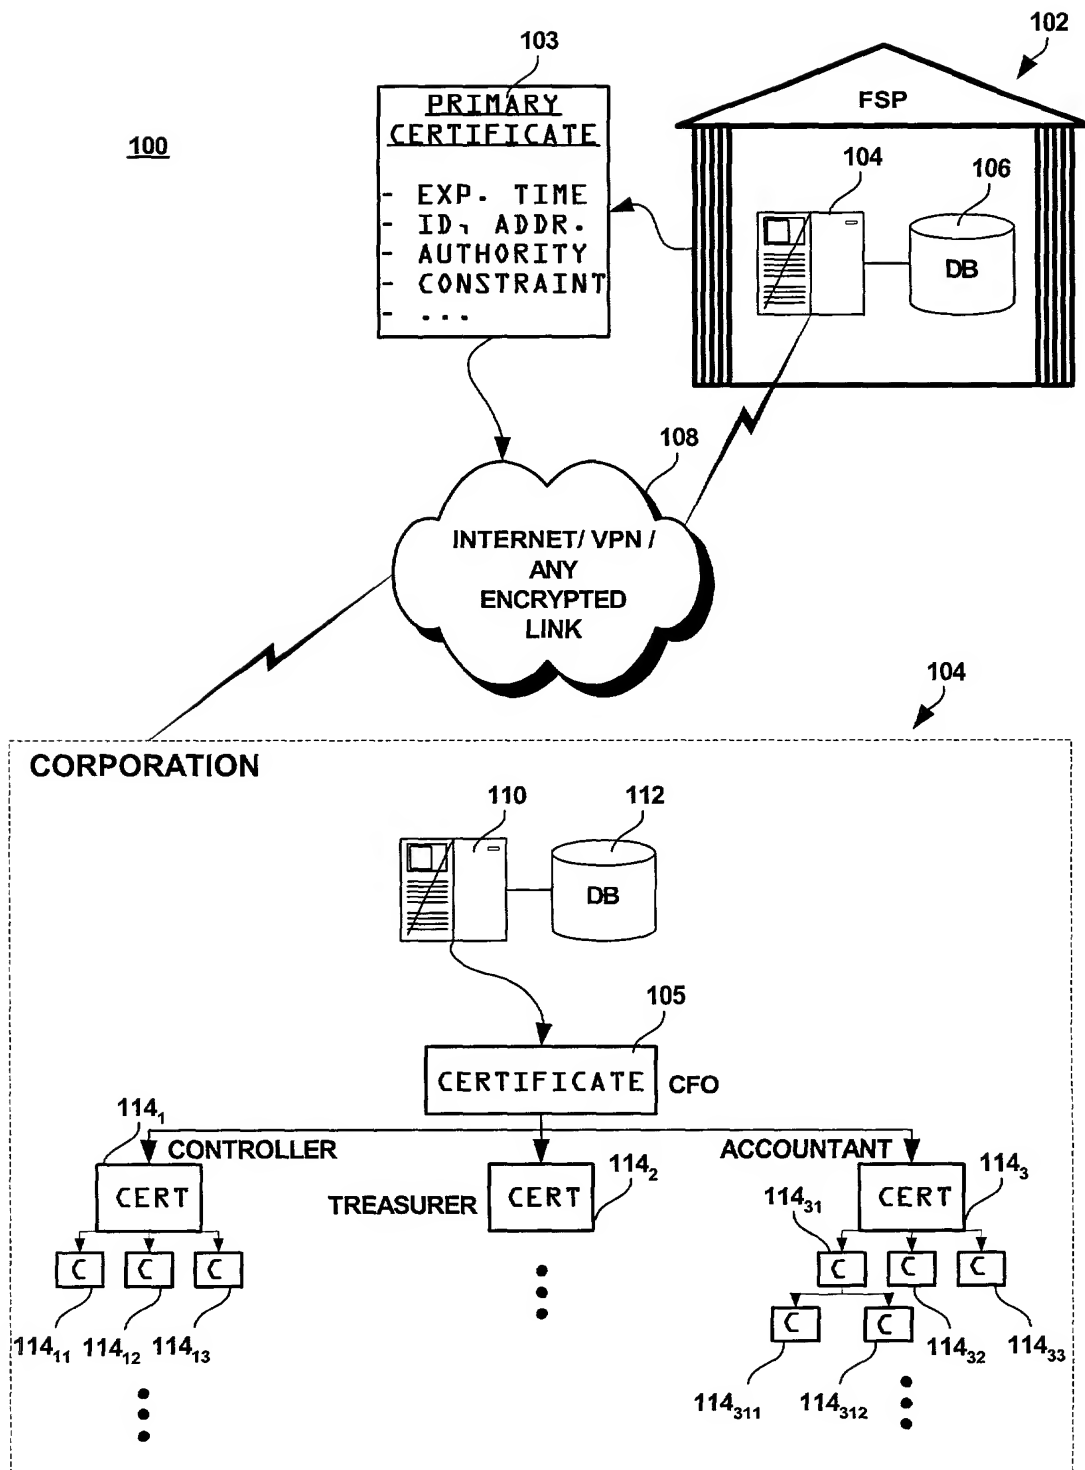 102
103
PRIMARY
CERTIFICATE
- EXP. TIME
- ID, ADDR.
- AUTHORITY
- CONSTRAINT
- ...
FSP
100
104
106
DB
108
INTERNET/ VPN /
ANY
ENCRYPTED
LINK
104
CORPORATION
110
112
DB
105
CERTIFICATE
CFO
114₁
CONTROLLER
CERT
TREASURER
CERT
114₂
ACCOUNTANT
CERT
114₃
114₃₁
C
C
C
C
C
C
C
C
114₁₁
114₁₂
114₁₃
114₃₂
114₃₃
114₃₁₁
114₃₁₂